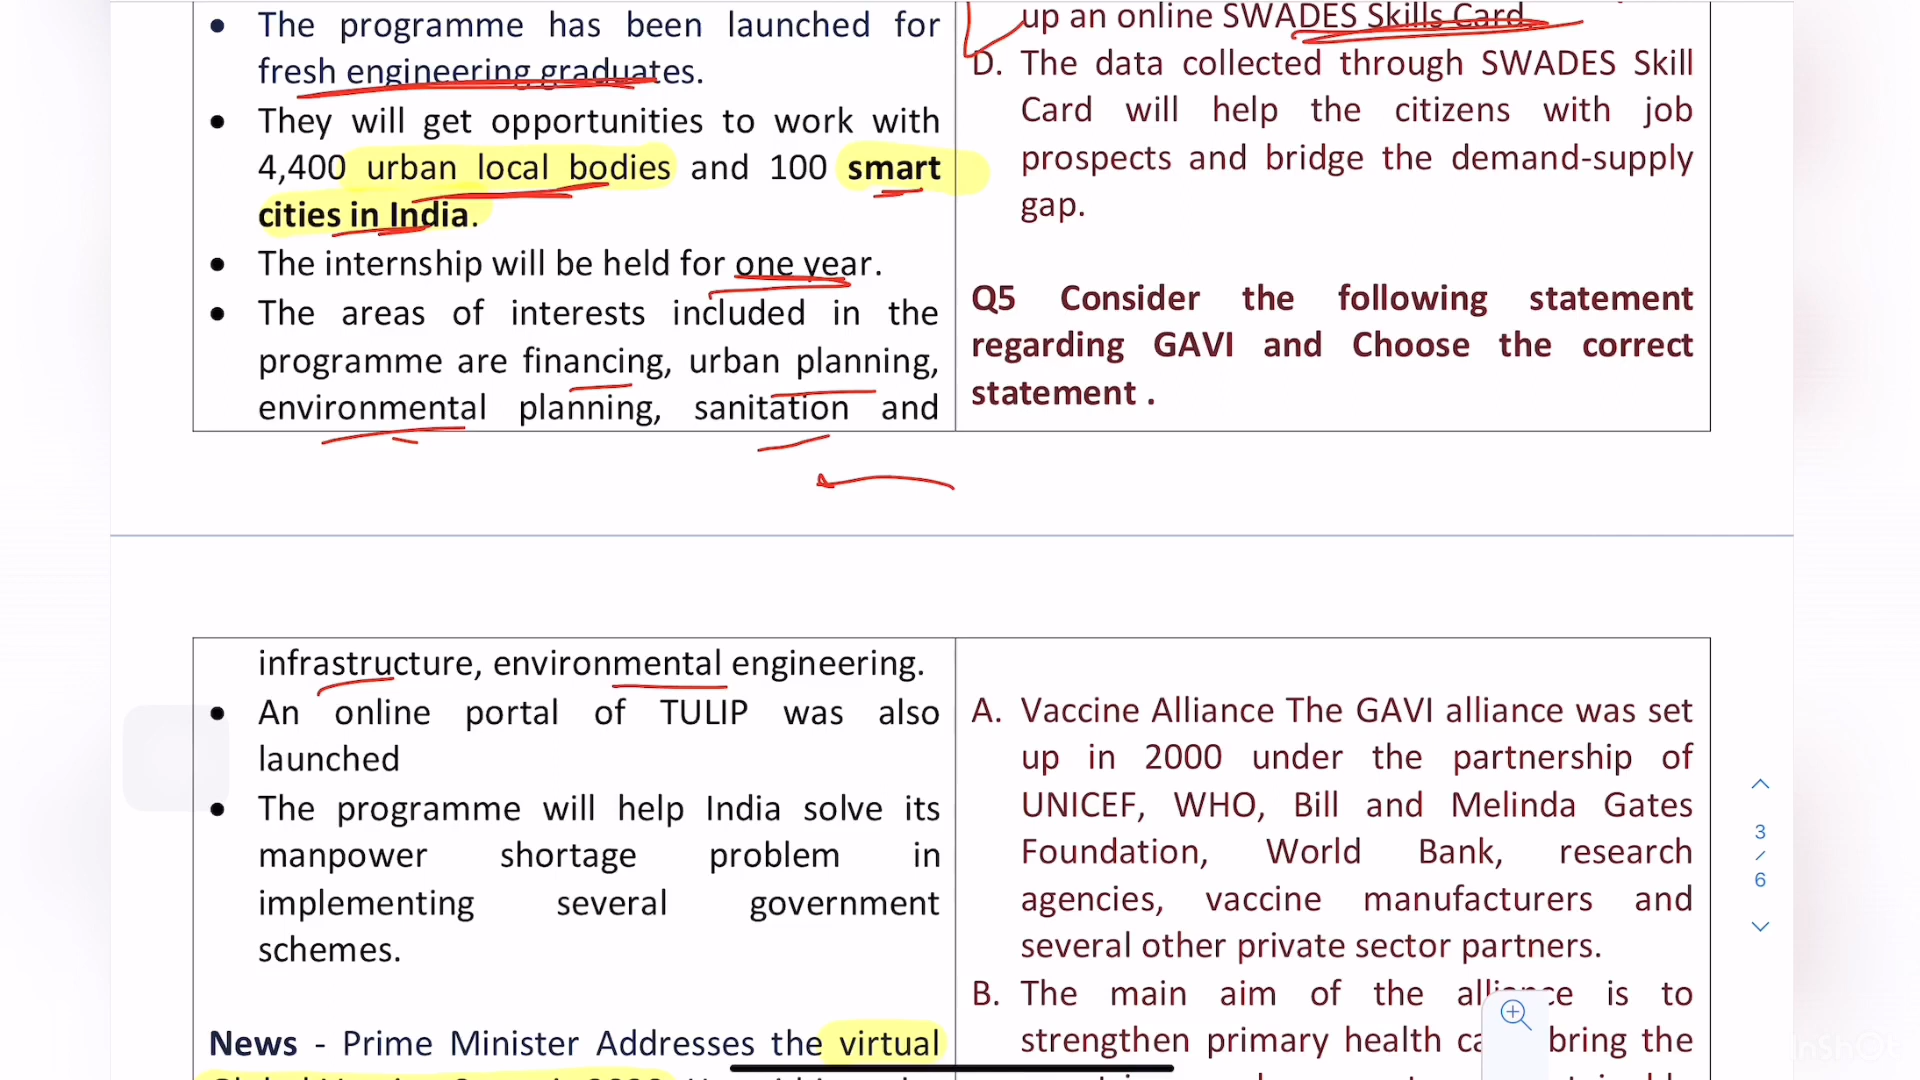 The programme has been launched for
fresh engineering graduates.
They will get opportunities to work with
4,400 urban local bodies and 100 smart
cities in India.
The internship will be held for one year.
The areas of interests included in the
programme are financing, urban planning,
environmental planning, sanitation and
up an online SWADES Skills Card.
D. The data collected through SWADES Skill
Card will help the citizens with job
prospects and bridge the demand-supply
gap.
Q5 Consider the following statement
regarding GAVI and Choose the correct
statement .
infrastructure, environmental engineering.
An online portal of TULIP was also
launched
The programme will help India solve its
manpower shortage problem in
implementing several government
schemes.
News - Prime Minister Addresses the virtual
A. Vaccine Alliance The GAVI alliance was set
up in 2000 under the partnership of
UNICEF, WHO, Bill and Melinda Gates
Foundation, World Bank, research
agencies, vaccine manufacturers and
several other private sector partners.
B. The main aim of the alliance is to
strengthen primary health bring the
3
/
6